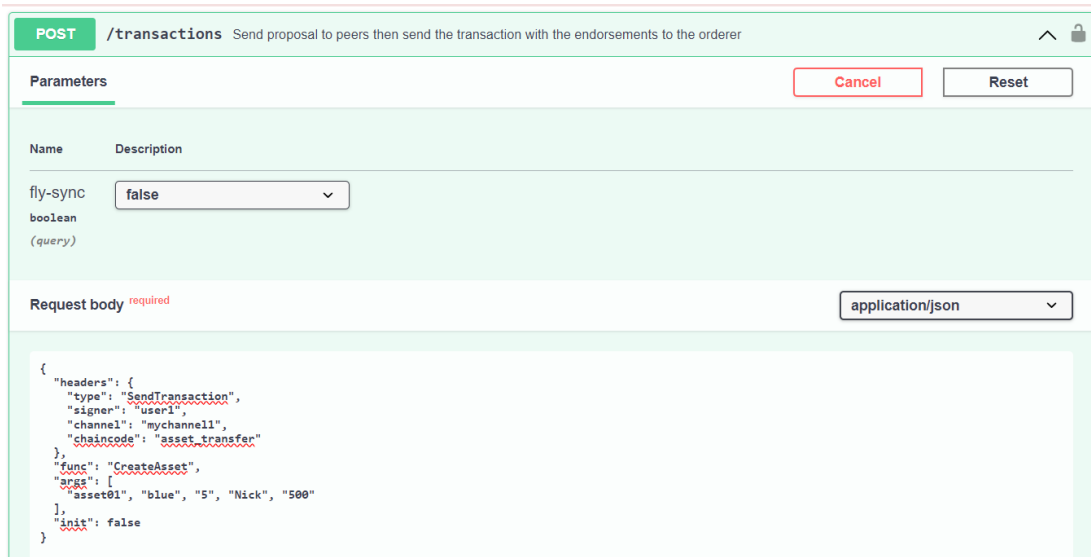 POST /transactions Send proposal to peers then send the transaction with the endorsements to the orderer
Parameters Cancel Reset
Name Description
fly-sync false
boolean
(query)
Request body required application/json
{
  "headers": {
    "type": "SendTransaction",
    "signer": "user1",
    "channel": "mychannel1",
    "chaincode": "asset_transfer"
  },
  "func": "CreateAsset",
  "args": [
    "asset01", "blue", "5", "Nick", "500"
  ],
  "init": false
}